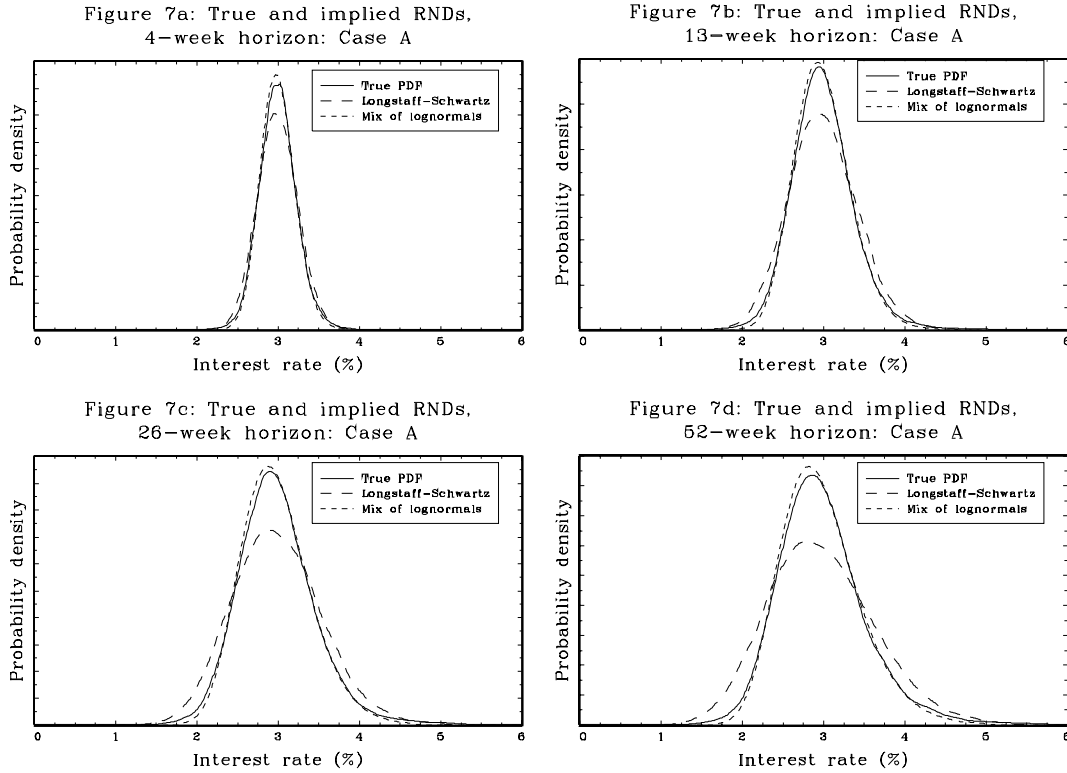 Figure 7a: True and implied RNDs,
4-week horizon: Case A
True PDF
Longstaff-Schwartz
Mix of lognormals
Probability density
0 1 2 3 4 5 6
Interest rate (%)
Figure 7b: True and implied RNDs,
13-week horizon: Case A
True PDF
Longstaff-Schwartz
Mix of lognormals
Probability density
0 1 2 3 4 5 6
Interest rate (%)
Figure 7c: True and implied RNDs,
26-week horizon: Case A
True PDF
Longstaff-Schwartz
Mix of lognormals
Probability density
0 1 2 3 4 5 6
Interest rate (%)
Figure 7d: True and implied RNDs,
52-week horizon: Case A
True PDF
Longstaff-Schwartz
Mix of lognormals
Probability density
0 1 2 3 4 5 6
Interest rate (%)